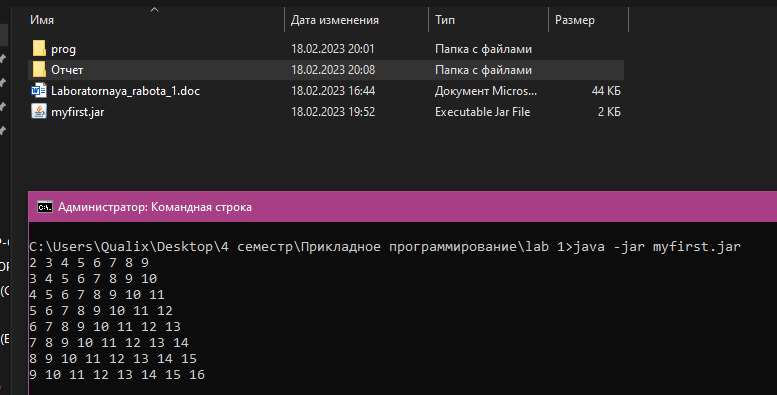 Имя Дата изменения Тип Размер
prog 18.02.2023 20:01 Папка с файлами
Отчет 18.02.2023 20:08 Папка с файлами
Laboratornaya_rabota_1.doc 18.02.2023 16:44 Документ Micros... 44 КБ
myfirst.jar 18.02.2023 19:52 Executable Jar File 2 КБ
Администратор: Командная строка
C:\Users\Qualix\Desktop\4 семестр\Прикладное программирование\lab 1>java -jar myfirst.jar
2 3 4 5 6 7 8 9
3 4 5 6 7 8 9 10
4 5 6 7 8 9 10 11
5 6 7 8 9 10 11 12
6 7 8 9 10 11 12 13
7 8 9 10 11 12 13 14
8 9 10 11 12 13 14 15
9 10 11 12 13 14 15 16